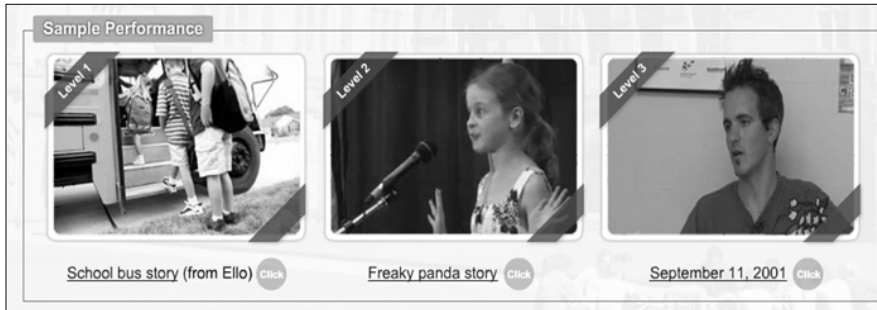 Sample Performance
Level 1
Level 2
Level 3
School bus story (from Ello) Click
Freaky panda story Click
September 11, 2001 Click